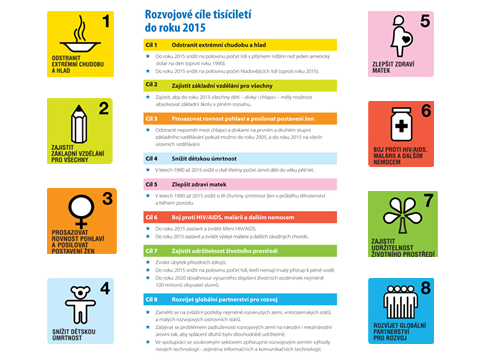 1
ODSTRANIT
EXTRÉMNÍ CHUDOBU
A HLAD
2
ZAJISTIT
ZÁKLADNÍ VZDĚLÁNÍ
PRO VŠECHNY
3
PROSAZOVAT
ROVNOST POHLAVÍ
A POSILOVAT
POSTAVENÍ ŽEN
4
SNÍŽIT DĚTSKOU
ÚMRTNOST
Rozvojové cíle tisíciletí
do roku 2015
Cíl 1 Odstranit extrémní chudobu a hlad
Do roku 2015 snížit na polovinu počet lidí s příjmem nižším než jeden americký
dolar na den (oproti roku 1990).
Do roku 2015 snížit na polovinu počet hladovějících lidí (oproti roku 2015).
Cíl 2 Zajistit základní vzdělání pro všechny
Zajistit, aby do roku 2015 všechny děti – dívky i chlapci – měly možnost
absolvovat základní školu v plném rozsahu.
Cíl 3 Prosazovat rovnost pohlaví a posilovat postavení žen
Odstranit nepoměr mezi chlapci a dívkami na prvním a druhém stupni
základního vzdělávání pokud možno do roku 2005, a do roku 2015 na všech
úrovních vzdělávání.
Cíl 4 Snížit dětskou úmrtnost
V letech 1990 až 2015 snížit o dvě třetiny počet úmrtí dětí do věku pěti let.
Cíl 5 Zlepšit zdraví matek
V letech 1990 až 2015 snížit o tři čtvrtiny úmrtnost žen v průběhu těhotenství
a během porodu.
Cíl 6 Boj proti HIV/AIDS, malárii a dalším nemocem
Do roku 2015 zastavit a zvrátit šíření HIV/AIDS.
Do roku 2015 zastavit a zvrátit výskyt malárie a dalších závažných chorob.
Cíl 7 Zajistit udržitelnost životního prostředí
Zvrátit úbytek přírodních zdrojů.
Do roku 2015 snížit na polovinu počet lidí, kteří nemají trvalý přístup k pitné vodě.
Do roku 2020 dosáhnout výrazného zlepšení životních podmínek nejméně
100 milionů obyvatel slumů.
Cíl 8 Rozvíjet globální partnerství pro rozvoj
Zaměřit se na zvláštní potřeby nejméně rozvinutých zemí, vnitrozemských států
a malých rozvojových ostrovních států.
Zabývat se problémem zadluženosti rozvojových zemí na národní i mezinárodní
úrovni tak, aby splácení dluhů bylo dlouhodobě udržitelné.
Ve spolupráci se soukromým sektorem zpřístupnit rozvojovým zemím výhody
nových technologií - zejména informačních a komunikačních technologií.
5
ZLEPŠIT ZDRAVÍ
MATEK
6
BOJ PROTI HIV/AIDS,
MALÁRII A DALŠÍM
NEMOCEM
7
ZAJISTIT
UDRŽITELNOST
ŽIVOTNÍHO PROSTŘEDÍ
8
ROZVÍJET GLOBÁLNÍ
PARTNERSTVÍ
PRO ROZVOJ